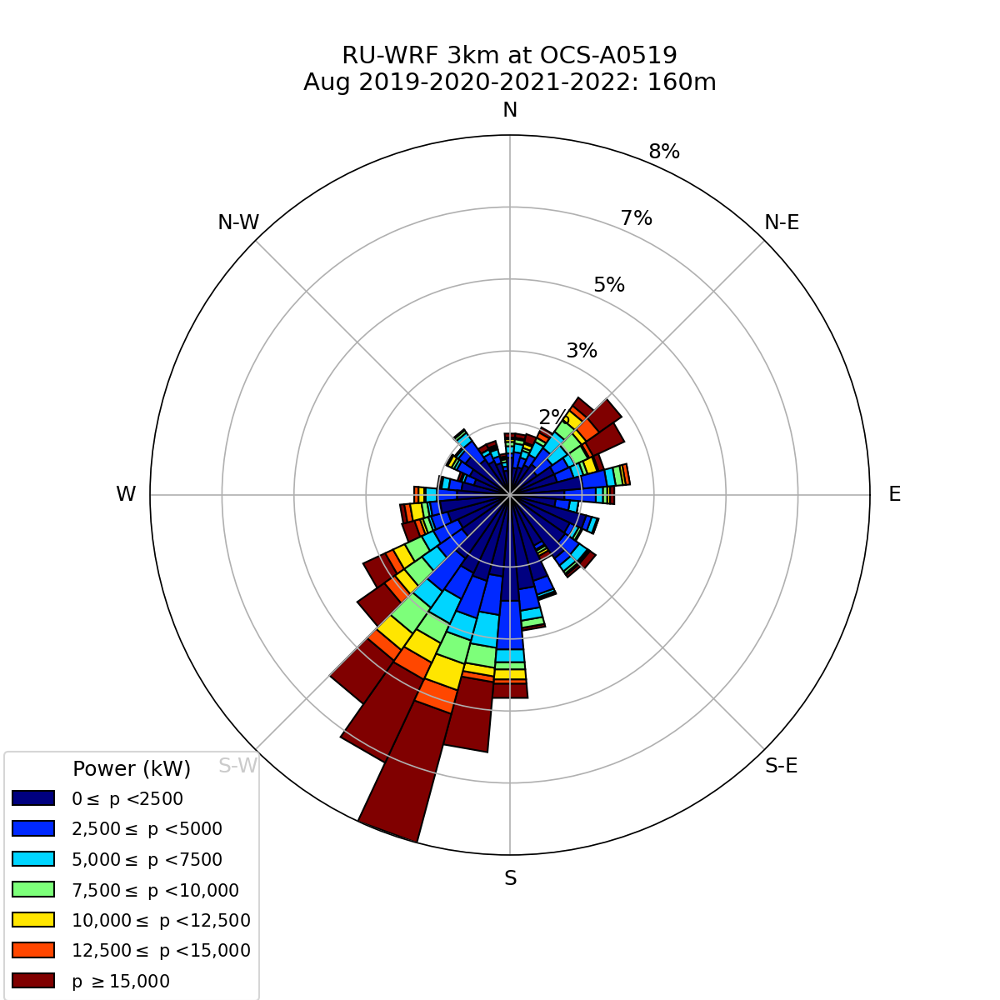 RU-WRF 3km at OCS-A0519
Aug 2019-2020-2021-2022: 160m
N
8%
N-W
7%
N-E
5%
3%
2%
W
E
S-W
S-E
S
Power (kW)
0≤ p <2500
2,500≤ p <5000
5,000≤ p <7500
7,500≤ p <10,000
10,000≤ p <12,500
12,500≤ p <15,000
p ≥15,000